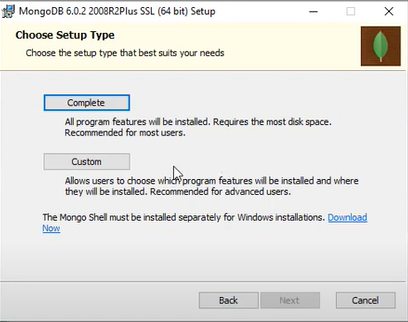 MongoDB 6.0.2 2008R2Plus SSL (64 bit) Setup
Choose Setup Type
Choose the setup type that best suits your needs
Complete
All program features will be installed. Requires the most disk space.
Recommended for most users.
Custom
Allows users to choose which program features will be installed and where
they will be installed. Recommended for advanced users.
The Mongo Shell must be installed separately for Windows installations. Download
Now
Back Next Cancel